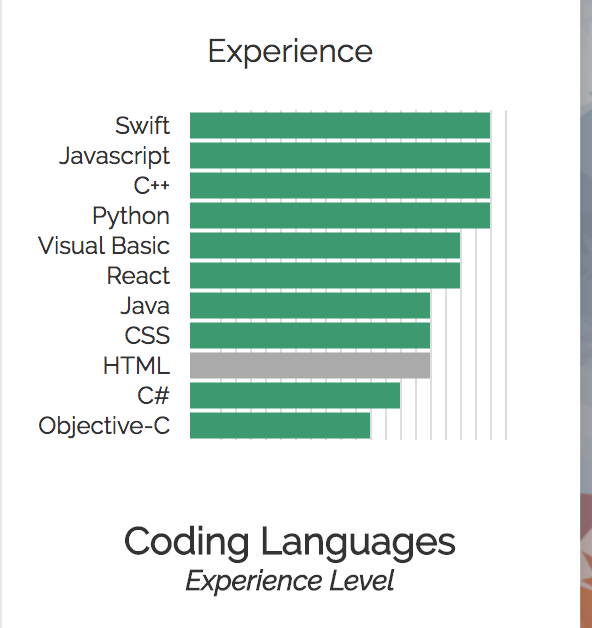 Experience
Swift
Javascript
C++
Python
Visual Basic
React
Java
CSS
HTML
C#
Objective-C
Coding Languages
Experience Level